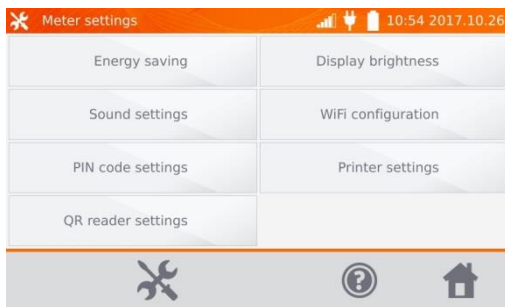 Meter settings
10:54 2017.10.26
Energy saving
Display brightness
Sound settings
WiFi configuration
PIN code settings
Printer settings
QR reader settings
?